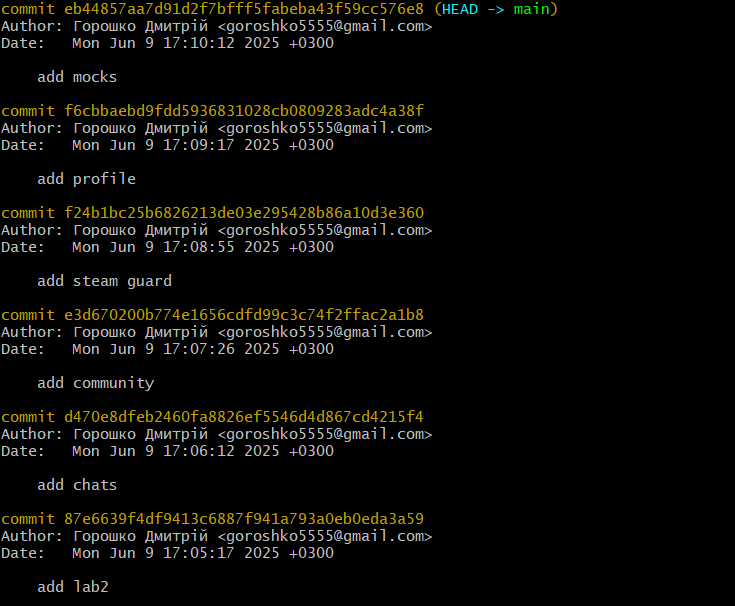 commit eb44857aa7d91d2f7bfff5fabeba43f59cc576e8 (HEAD -> main)
Author: Горошко Дмитрій <goroshko5555@gmail.com>
Date:   Mon Jun 9 17:10:12 2025 +0300
add mocks
commit f6cbbaebd9fdd5936831028cb0809283adc4a38f
Author: Горошко Дмитрій <goroshko5555@gmail.com>
Date:   Mon Jun 9 17:09:17 2025 +0300
add profile
commit f24b1bc25b6826213de03e295428b86a10d3e360
Author: Горошко Дмитрій <goroshko5555@gmail.com>
Date:   Mon Jun 9 17:08:55 2025 +0300
add steam guard
commit e3d670200b774e1656cdfd99c3c74f2ffac2a1b8
Author: Горошко Дмитрій <goroshko5555@gmail.com>
Date:   Mon Jun 9 17:07:26 2025 +0300
add community
commit d470e8dfeb2460fa8826ef5546d4d867cd4215f4
Author: Горошко Дмитрій <goroshko5555@gmail.com>
Date:   Mon Jun 9 17:06:12 2025 +0300
add chats
commit 87e6639f4df9413c6887f941a793a0eb0eda3a59
Author: Горошко Дмитрій <goroshko5555@gmail.com>
Date:   Mon Jun 9 17:05:17 2025 +0300
add lab2